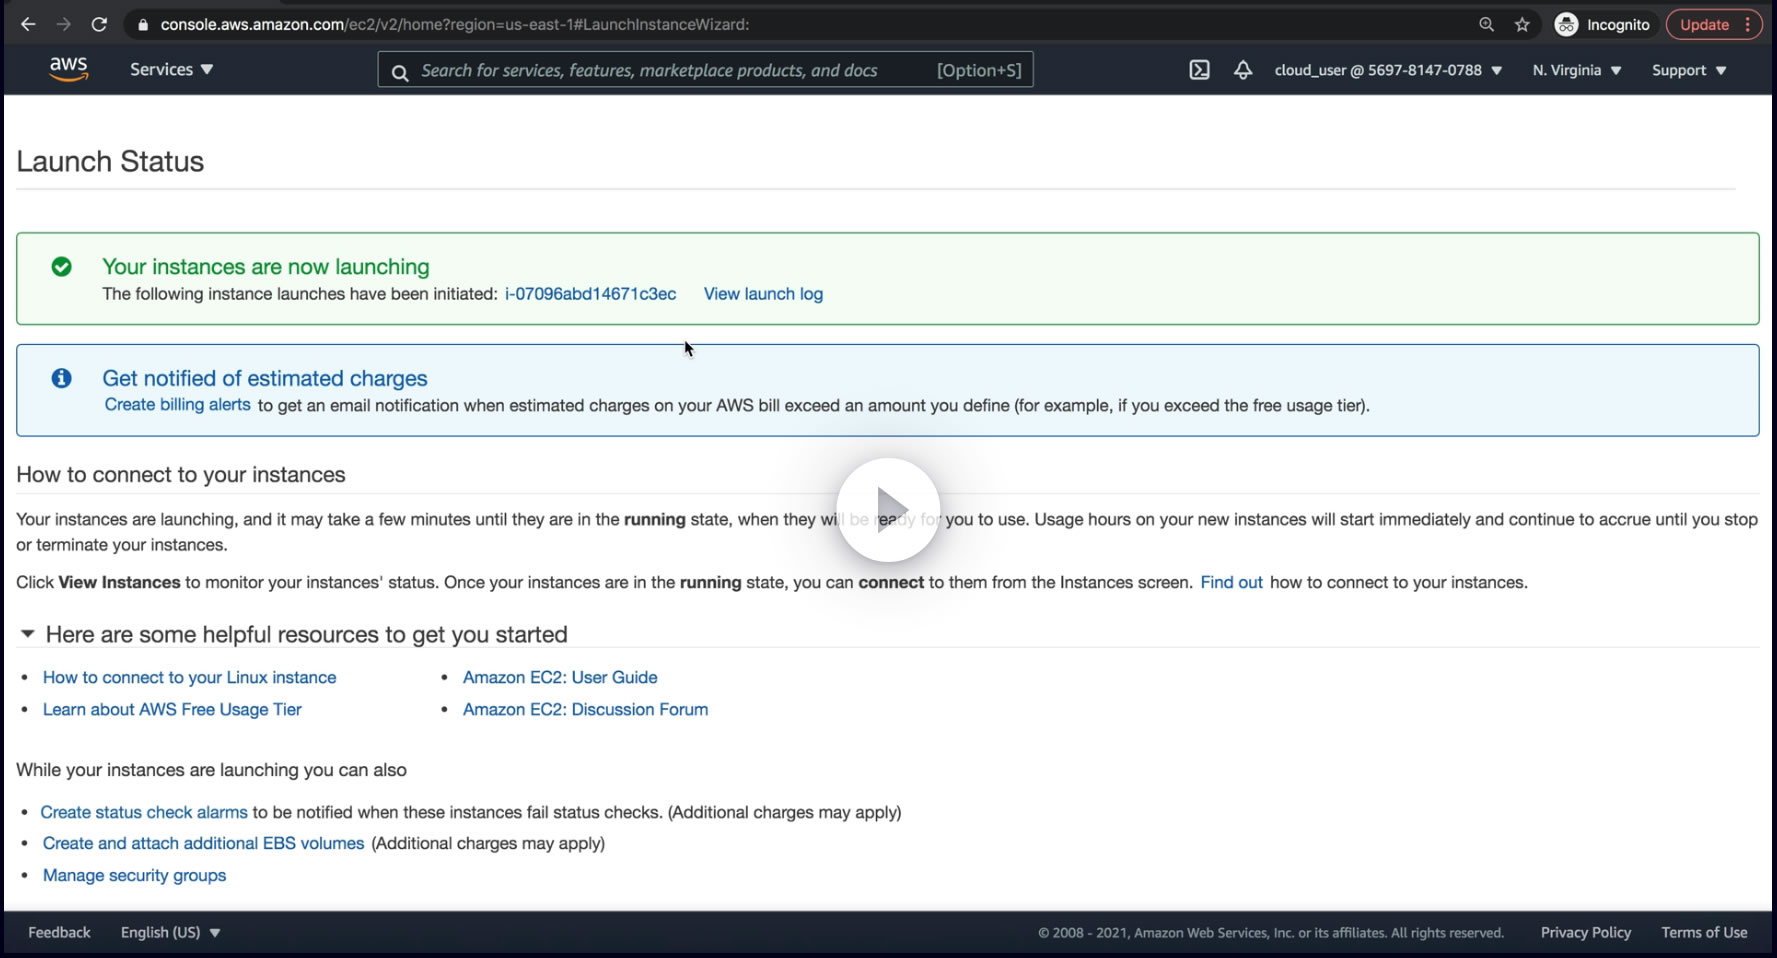 console.aws.amazon.com/ec2/v2/home?region=us-east-1#LaunchInstanceWizard:
Incognito
Update
aws
Services
Search for services, features, marketplace products, and docs
[Option+S]
cloud_user @ 5697-8147-0788
N. Virginia
Support
Launch Status
Your instances are now launching
The following instance launches have been initiated: i-07096abd14671c3ec View launch log
Get notified of estimated charges
Create billing alerts to get an email notification when estimated charges on your AWS bill exceed an amount you define (for example, if you exceed the free usage tier).
How to connect to your instances
Your instances are launching, and it may take a few minutes until they are in the running state, when they will be ready for you to use. Usage hours on your new instances will start immediately and continue to accrue until you stop
or terminate your instances.
Click View Instances to monitor your instances' status. Once your instances are in the running state, you can connect to them from the Instances screen. Find out how to connect to your instances.
Here are some helpful resources to get you started
• How to connect to your Linux instance
• Amazon EC2: User Guide
• Learn about AWS Free Usage Tier
• Amazon EC2: Discussion Forum
While your instances are launching you can also
• Create status check alarms to be notified when these instances fail status checks. (Additional charges may apply)
• Create and attach additional EBS volumes (Additional charges may apply)
• Manage security groups
Feedback
English (US)
© 2008 - 2021, Amazon Web Services, Inc. or its affiliates. All rights reserved.
Privacy Policy
Terms of Use